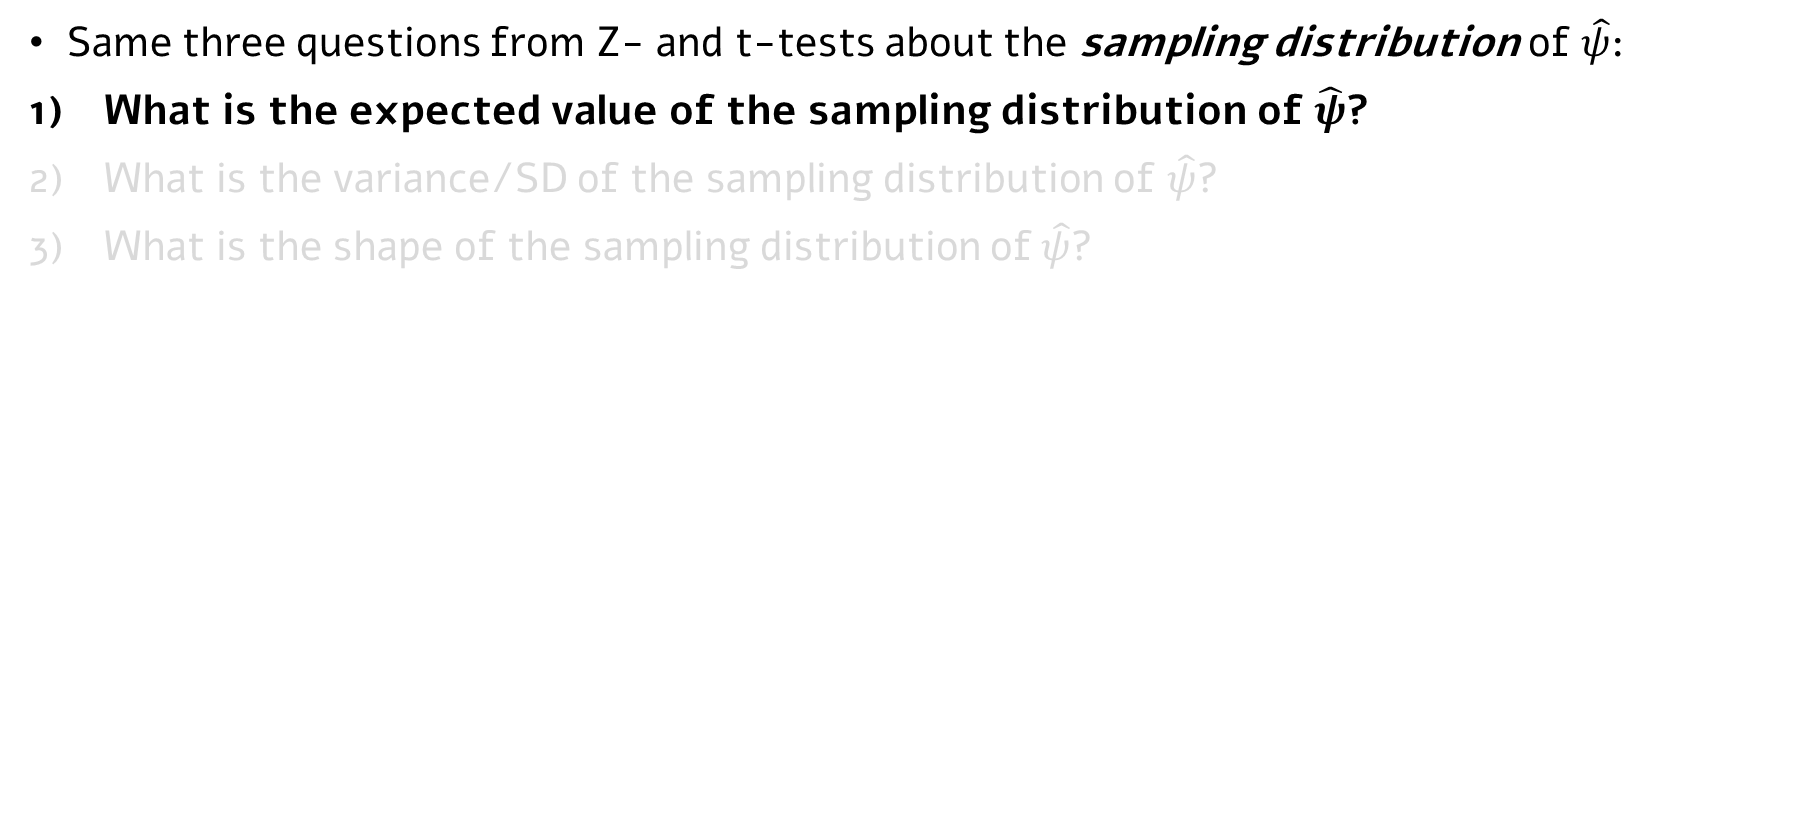 • Same three questions from Z- and t-tests about the sampling distribution of ψ̂:
1) What is the expected value of the sampling distribution of ψ̂?
2) What is the variance/SD of the sampling distribution of ψ̂?
3) What is the shape of the sampling distribution of ψ̂?